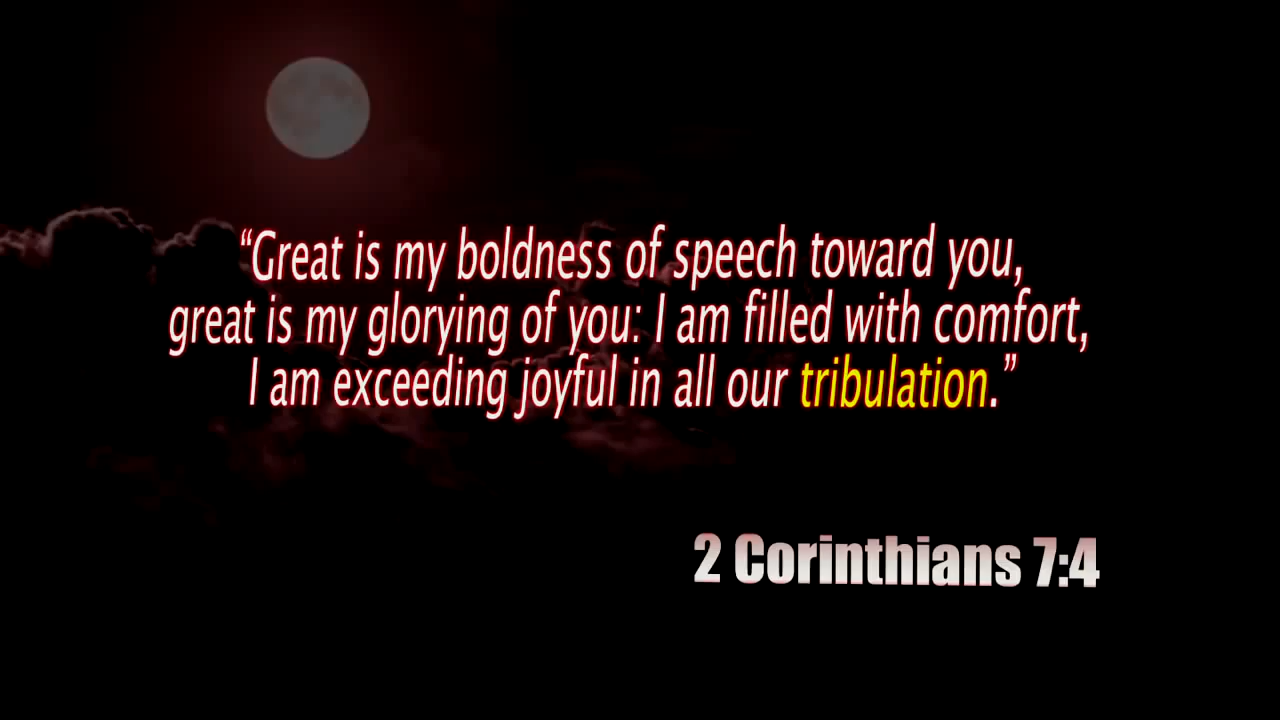 “Great is my boldness of speech toward you,
great is my glorying of you: I am filled with comfort,
I am exceeding joyful in all our tribulation.”
2 Corinthians 7:4